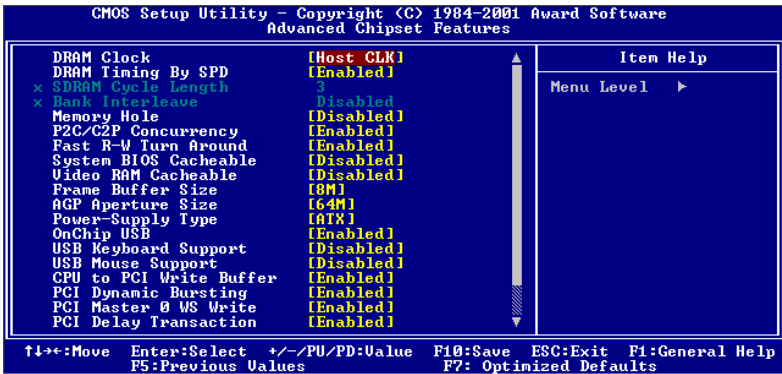 CMOS Setup Utility – Copyright (C) 1984–2001 Award Software
Advanced Chipset Features
DRAM Clock [Host CLK]
DRAM Timing By SPD [Enabled]
x SDRAM Cycle Length 3
x Bank Interleave Disabled
Memory Hole [Disabled]
P2C/C2P Concurrency [Enabled]
Fast R-W Turn Around [Enabled]
System BIOS Cacheable [Disabled]
Video RAM Cacheable [Disabled]
Frame Buffer Size [8M]
AGP Aperture Size [64M]
Power-Supply Type [ATX]
OnChip USB [Enabled]
USB Keyboard Support [Disabled]
USB Mouse Support [Disabled]
CPU to PCI Write Buffer [Enabled]
PCI Dynamic Bursting [Enabled]
PCI Master 0 WS Write [Enabled]
PCI Delay Transaction [Enabled]
Item Help
Menu Level ►
↑↓→←:Move Enter:Select +/-/PU/PD:Value F10:Save ESC:Exit F1:General Help
F5:Previous Values F7: Optimized Defaults